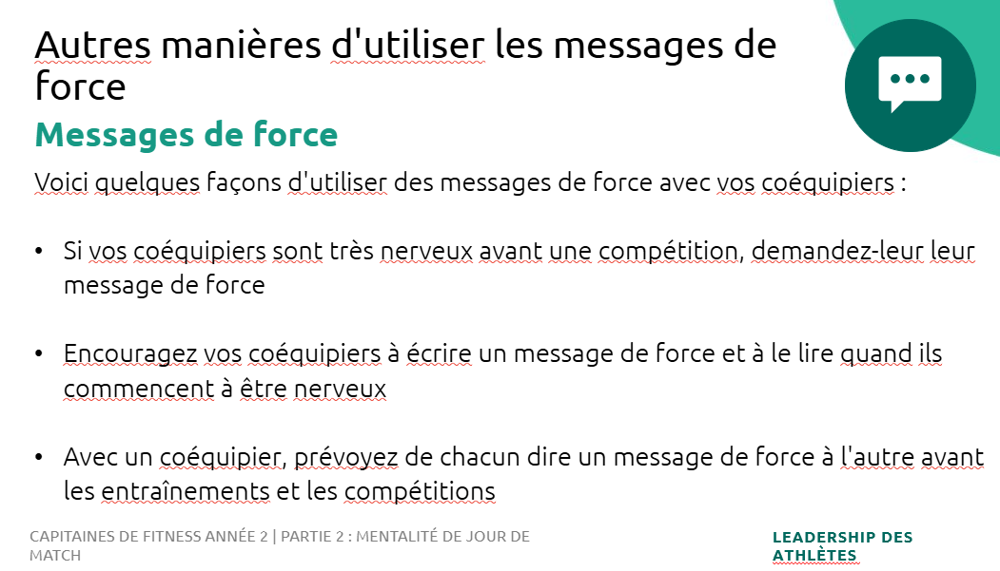 Autres manières d'utiliser les messages de
force
Messages de force
Voici quelques façons d'utiliser des messages de force avec vos coéquipiers :
• Si vos coéquipiers sont très nerveux avant une compétition, demandez-leur leur
message de force
• Encouragez vos coéquipiers à écrire un message de force et à le lire quand ils
commencent à être nerveux
• Avec un coéquipier, prévoyez de chacun dire un message de force à l'autre avant
les entraînements et les compétitions
CAPITAINES DE FITNESS ANNÉE 2 | PARTIE 2 : MENTALITÉ DE JOUR DE
MATCH
LEADERSHIP DES
ATHLÈTES